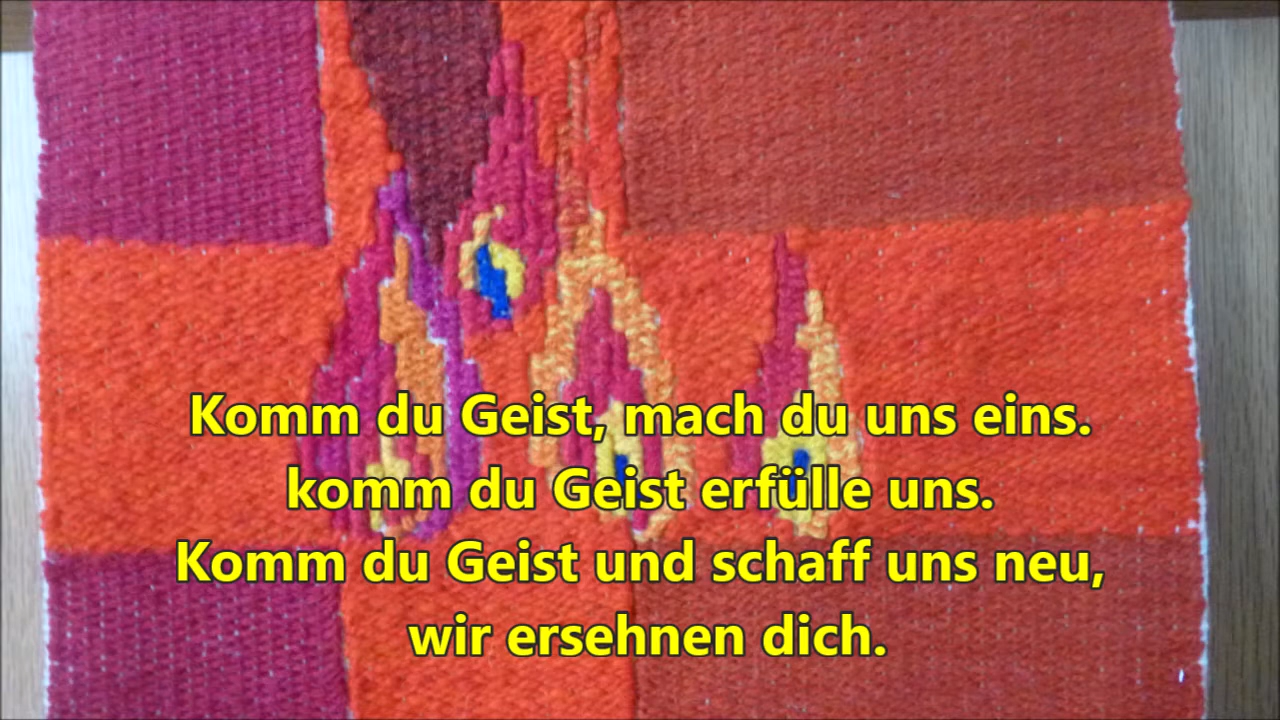 Komm du Geist, mach du uns eins.
komm du Geist erfülle uns.
Komm du Geist und schaff uns neu,
wir ersehnen dich.